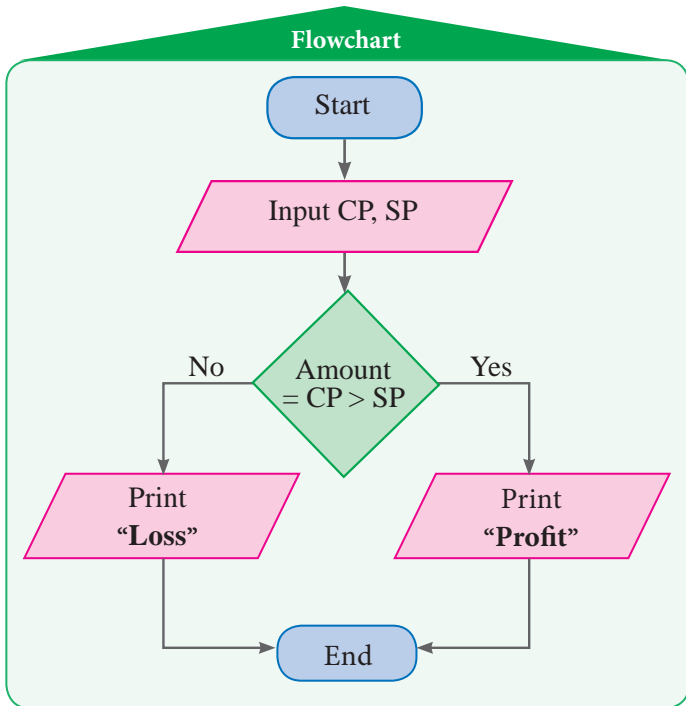 Flowchart
Start
Input CP, SP
No
Yes
Amount
= CP > SP
Print
“Loss”
Print
“Profit”
End